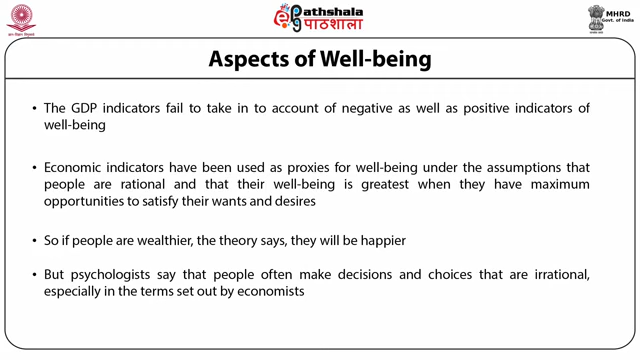 Pathshala
पाठशाला
MHRD
Govt. of India
Aspects of Well-being
• The GDP indicators fail to take in to account of negative as well as positive indicators of
well-being
• Economic indicators have been used as proxies for well-being under the assumptions that
people are rational and that their well-being is greatest when they have maximum
opportunities to satisfy their wants and desires
• So if people are wealthier, the theory says, they will be happier
• But psychologists say that people often make decisions and choices that are irrational,
especially in the terms set out by economists